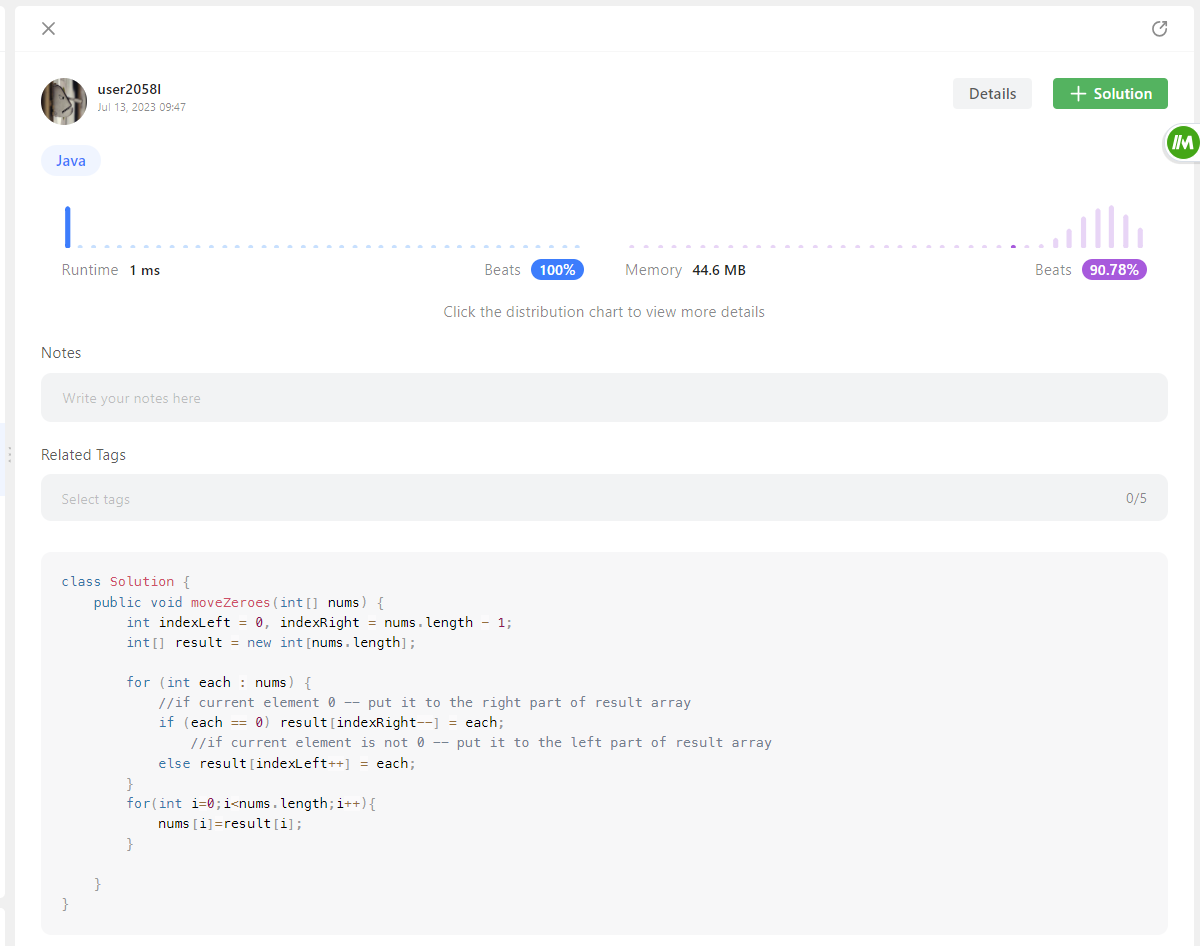 user2058I
Jul 13, 2023 09:47
Details
Solution
Java
Runtime 1 ms
Beats 100%
Memory 44.6 MB
Beats 90.78%
Click the distribution chart to view more details
Notes
Write your notes here
Related Tags
Select tags
0/5
class Solution {
    public void moveZeroes(int[] nums) {
        int indexLeft = 0, indexRight = nums.length - 1;
        int[] result = new int[nums.length];

        for (int each : nums) {
            //if current element 0 -- put it to the right part of result array
            if (each == 0) result[indexRight--] = each;
                //if current element is not 0 -- put it to the left part of result array
            else result[indexLeft++] = each;
        }
        for(int i=0;i<nums.length;i++){
            nums[i]=result[i];
        }

    }
}